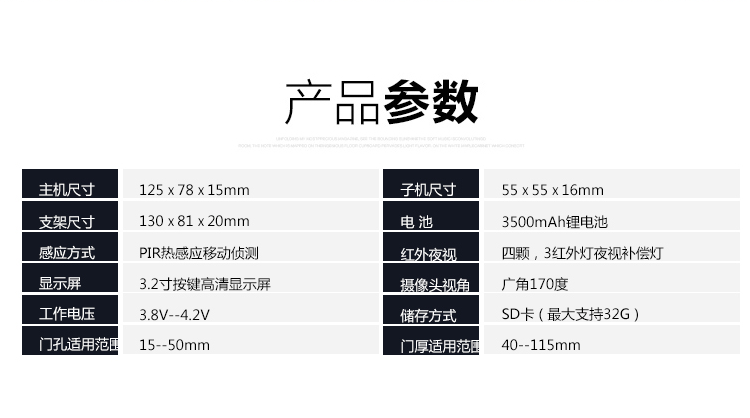 产品参数
主机尺寸 125 x 78 x 15mm 子机尺寸 55 x 55 x 16mm
支架尺寸 130 x 81 x 20mm 电 池 3500mAh锂电池
感应方式 PIR热感应移动侦测 红外夜视 四颗，3红外灯夜视补偿灯
显示屏 3.2寸按键高清显示屏 摄像头视角 广角170度
工作电压 3.8V--4.2V 储存方式 SD卡（最大支持32G）
门孔适用范围 15--50mm 门厚适用范围 40--115mm